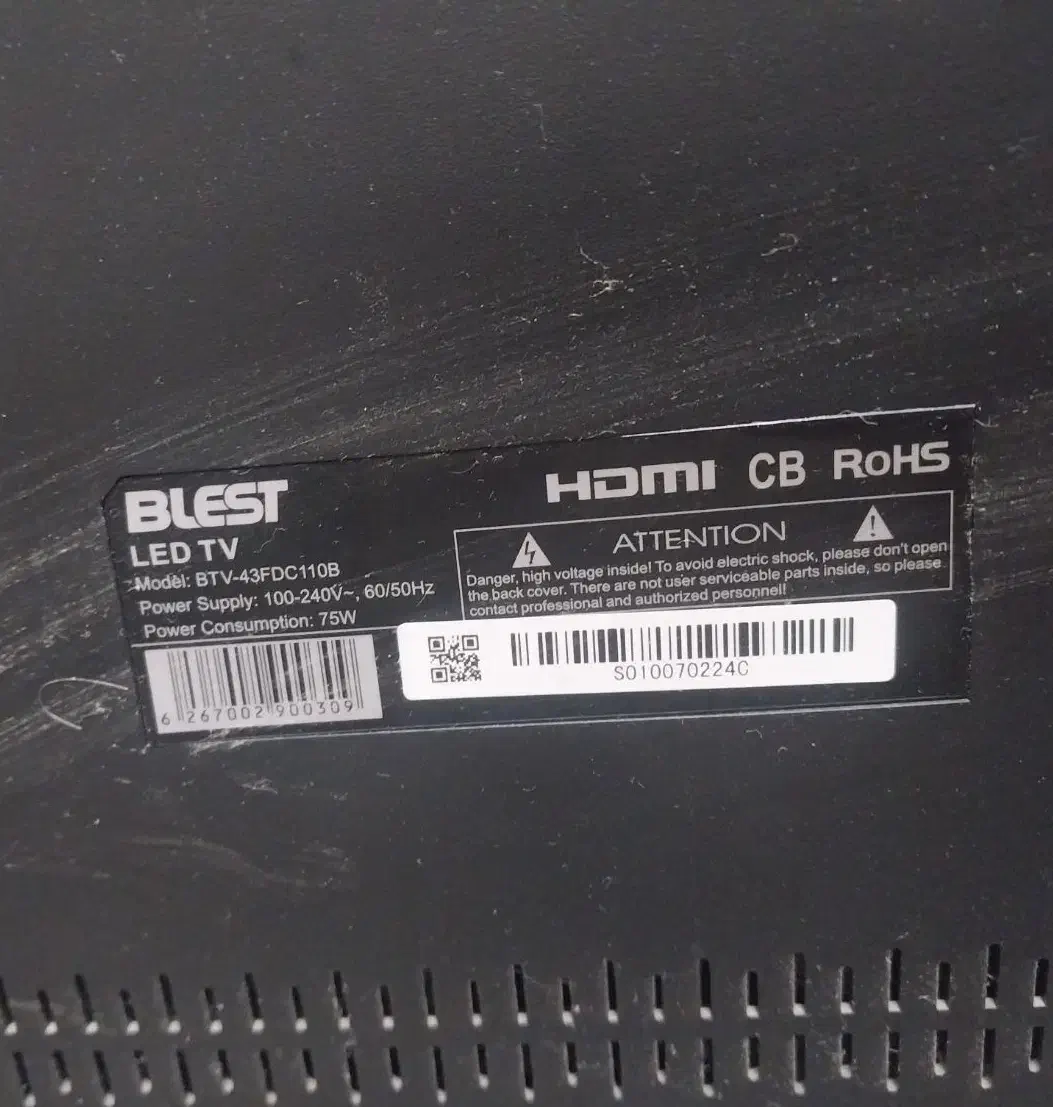 BLEST
LED TV
Model: BTV-43FDC110B
Power Supply: 100-240V~, 60/50Hz
Power Consumption: 75W
6 267002 900309
HDMI CB RoHS
ATTENTION
Danger, high voltage inside! To avoid electric shock, please don't open
the back cover. There are not user serviceable parts inside, so please
contact professional and authorized personnel!
S010070224C